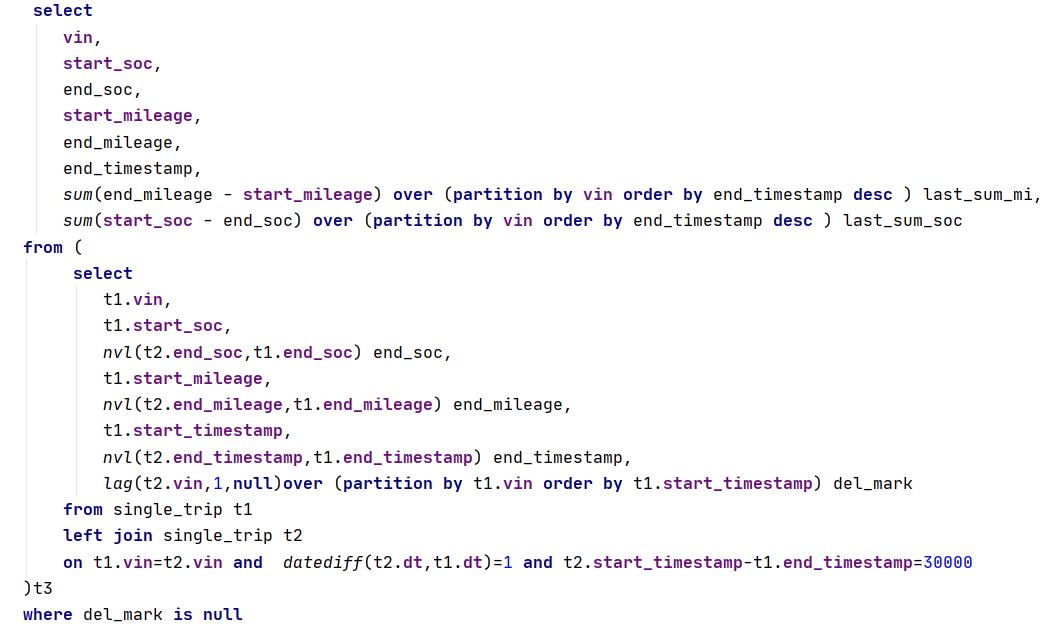 select
vin,
start_soc,
end_soc,
start_mileage,
end_mileage,
end_timestamp,
sum(end_mileage - start_mileage) over (partition by vin order by end_timestamp desc ) last_sum_mi,
sum(start_soc - end_soc) over (partition by vin order by end_timestamp desc ) last_sum_soc
from (
select
t1.vin,
t1.start_soc,
nvl(t2.end_soc,t1.end_soc) end_soc,
t1.start_mileage,
nvl(t2.end_mileage,t1.end_mileage) end_mileage,
t1.start_timestamp,
nvl(t2.end_timestamp,t1.end_timestamp) end_timestamp,
lag(t2.vin,1,null)over (partition by t1.vin order by t1.start_timestamp) del_mark
from single_trip t1
left join single_trip t2
on t1.vin=t2.vin and  datediff(t2.dt,t1.dt)=1 and t2.start_timestamp-t1.end_timestamp=30000
)t3
where del_mark is null